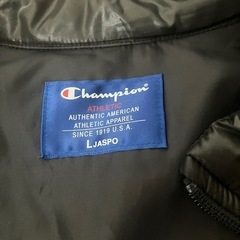 Champion
ATHLETIC
AUTHENTIC AMERICAN
ATHLETIC APPAREL
SINCE 1919 U.S.A.
L JASPO